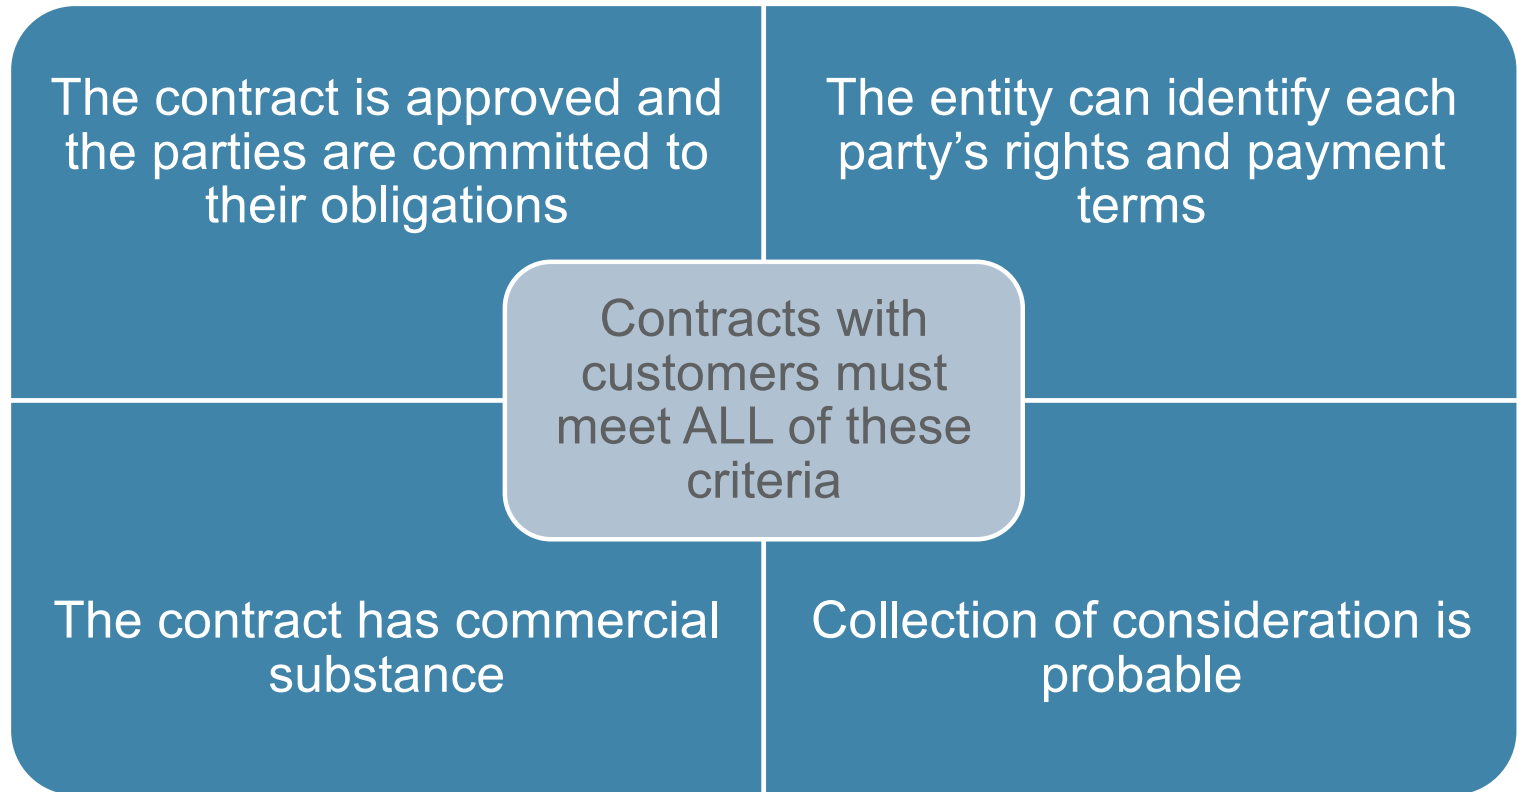 The contract is approved and
the parties are committed to
their obligations
The entity can identify each
party’s rights and payment
terms
Contracts with
customers must
meet ALL of these
criteria
The contract has commercial
substance
Collection of consideration is
probable